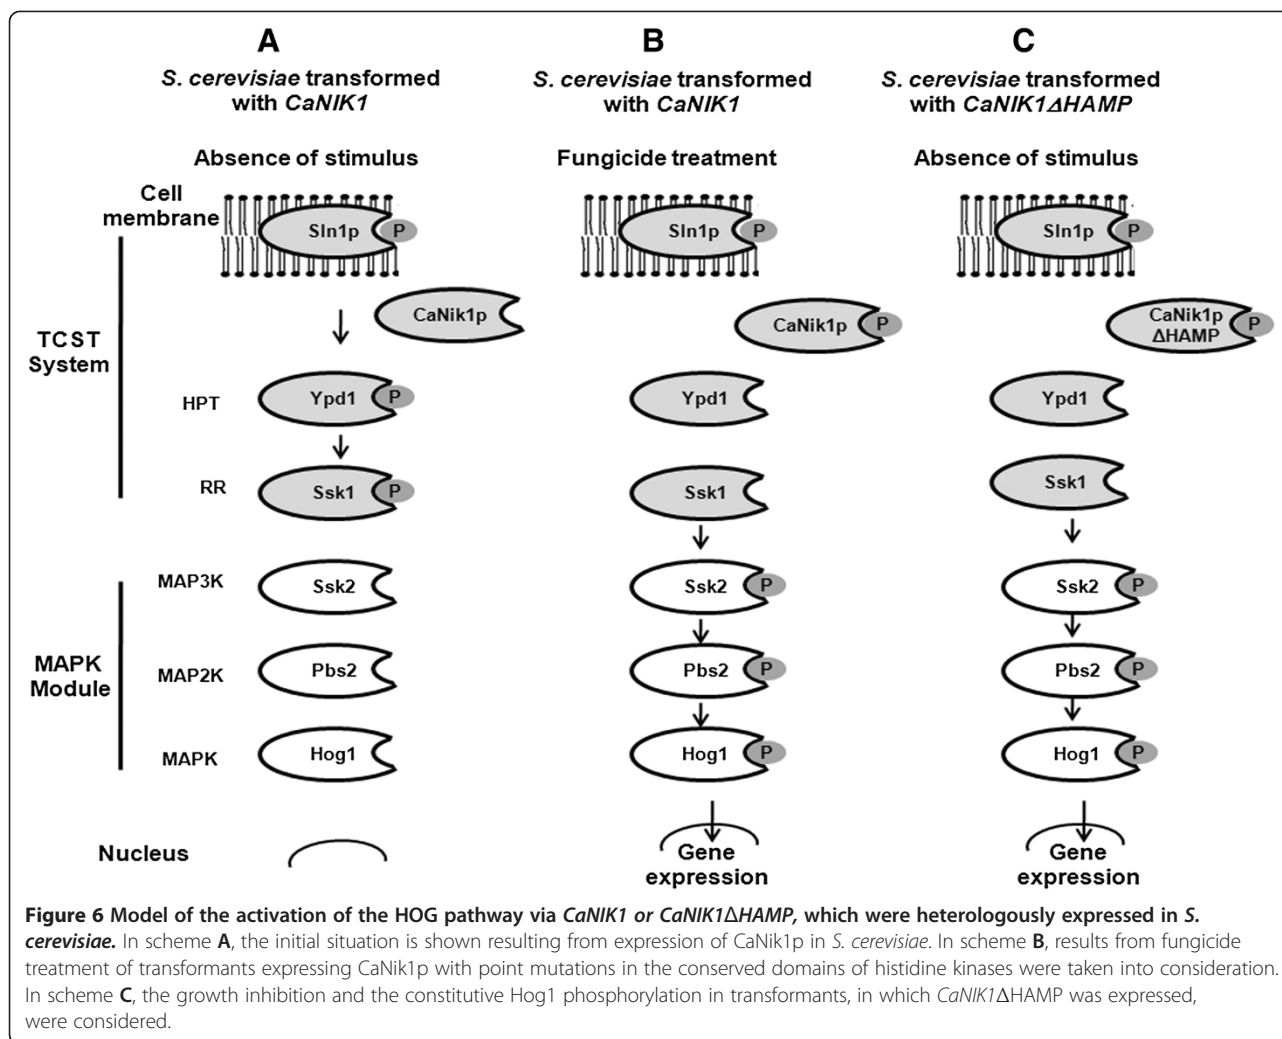 A
B
C
S. cerevisiae transformed
with CaNIK1
S. cerevisiae transformed
with CaNIK1
S. cerevisiae transformed
with CaNIK1ΔHAMP
Absence of stimulus
Fungicide treatment
Absence of stimulus
Cell
membrane
Sln1p
P
Sln1p
P
Sln1p
P
CaNik1p
CaNik1p
P
CaNik1p
ΔHAMP
P
TCST
System
HPT
Ypd1
P
Ypd1
Ypd1
RR
Ssk1
P
Ssk1
Ssk1
MAP3K
Ssk2
Ssk2
P
Ssk2
P
MAPK
Module
MAP2K
Pbs2
Pbs2
P
Pbs2
P
MAPK
Hog1
Hog1
P
Hog1
P
Nucleus
Gene
expression
Gene
expression
Figure 6 Model of the activation of the HOG pathway via CaNIK1 or CaNIK1ΔHAMP, which were heterologously expressed in S.
cerevisiae. In scheme A, the initial situation is shown resulting from expression of CaNik1p in S. cerevisiae. In scheme B, results from fungicide
treatment of transformants expressing CaNik1p with point mutations in the conserved domains of histidine kinases were taken into consideration.
In scheme C, the growth inhibition and the constitutive Hog1 phosphorylation in transformants, in which CaNIK1ΔHAMP was expressed,
were considered.